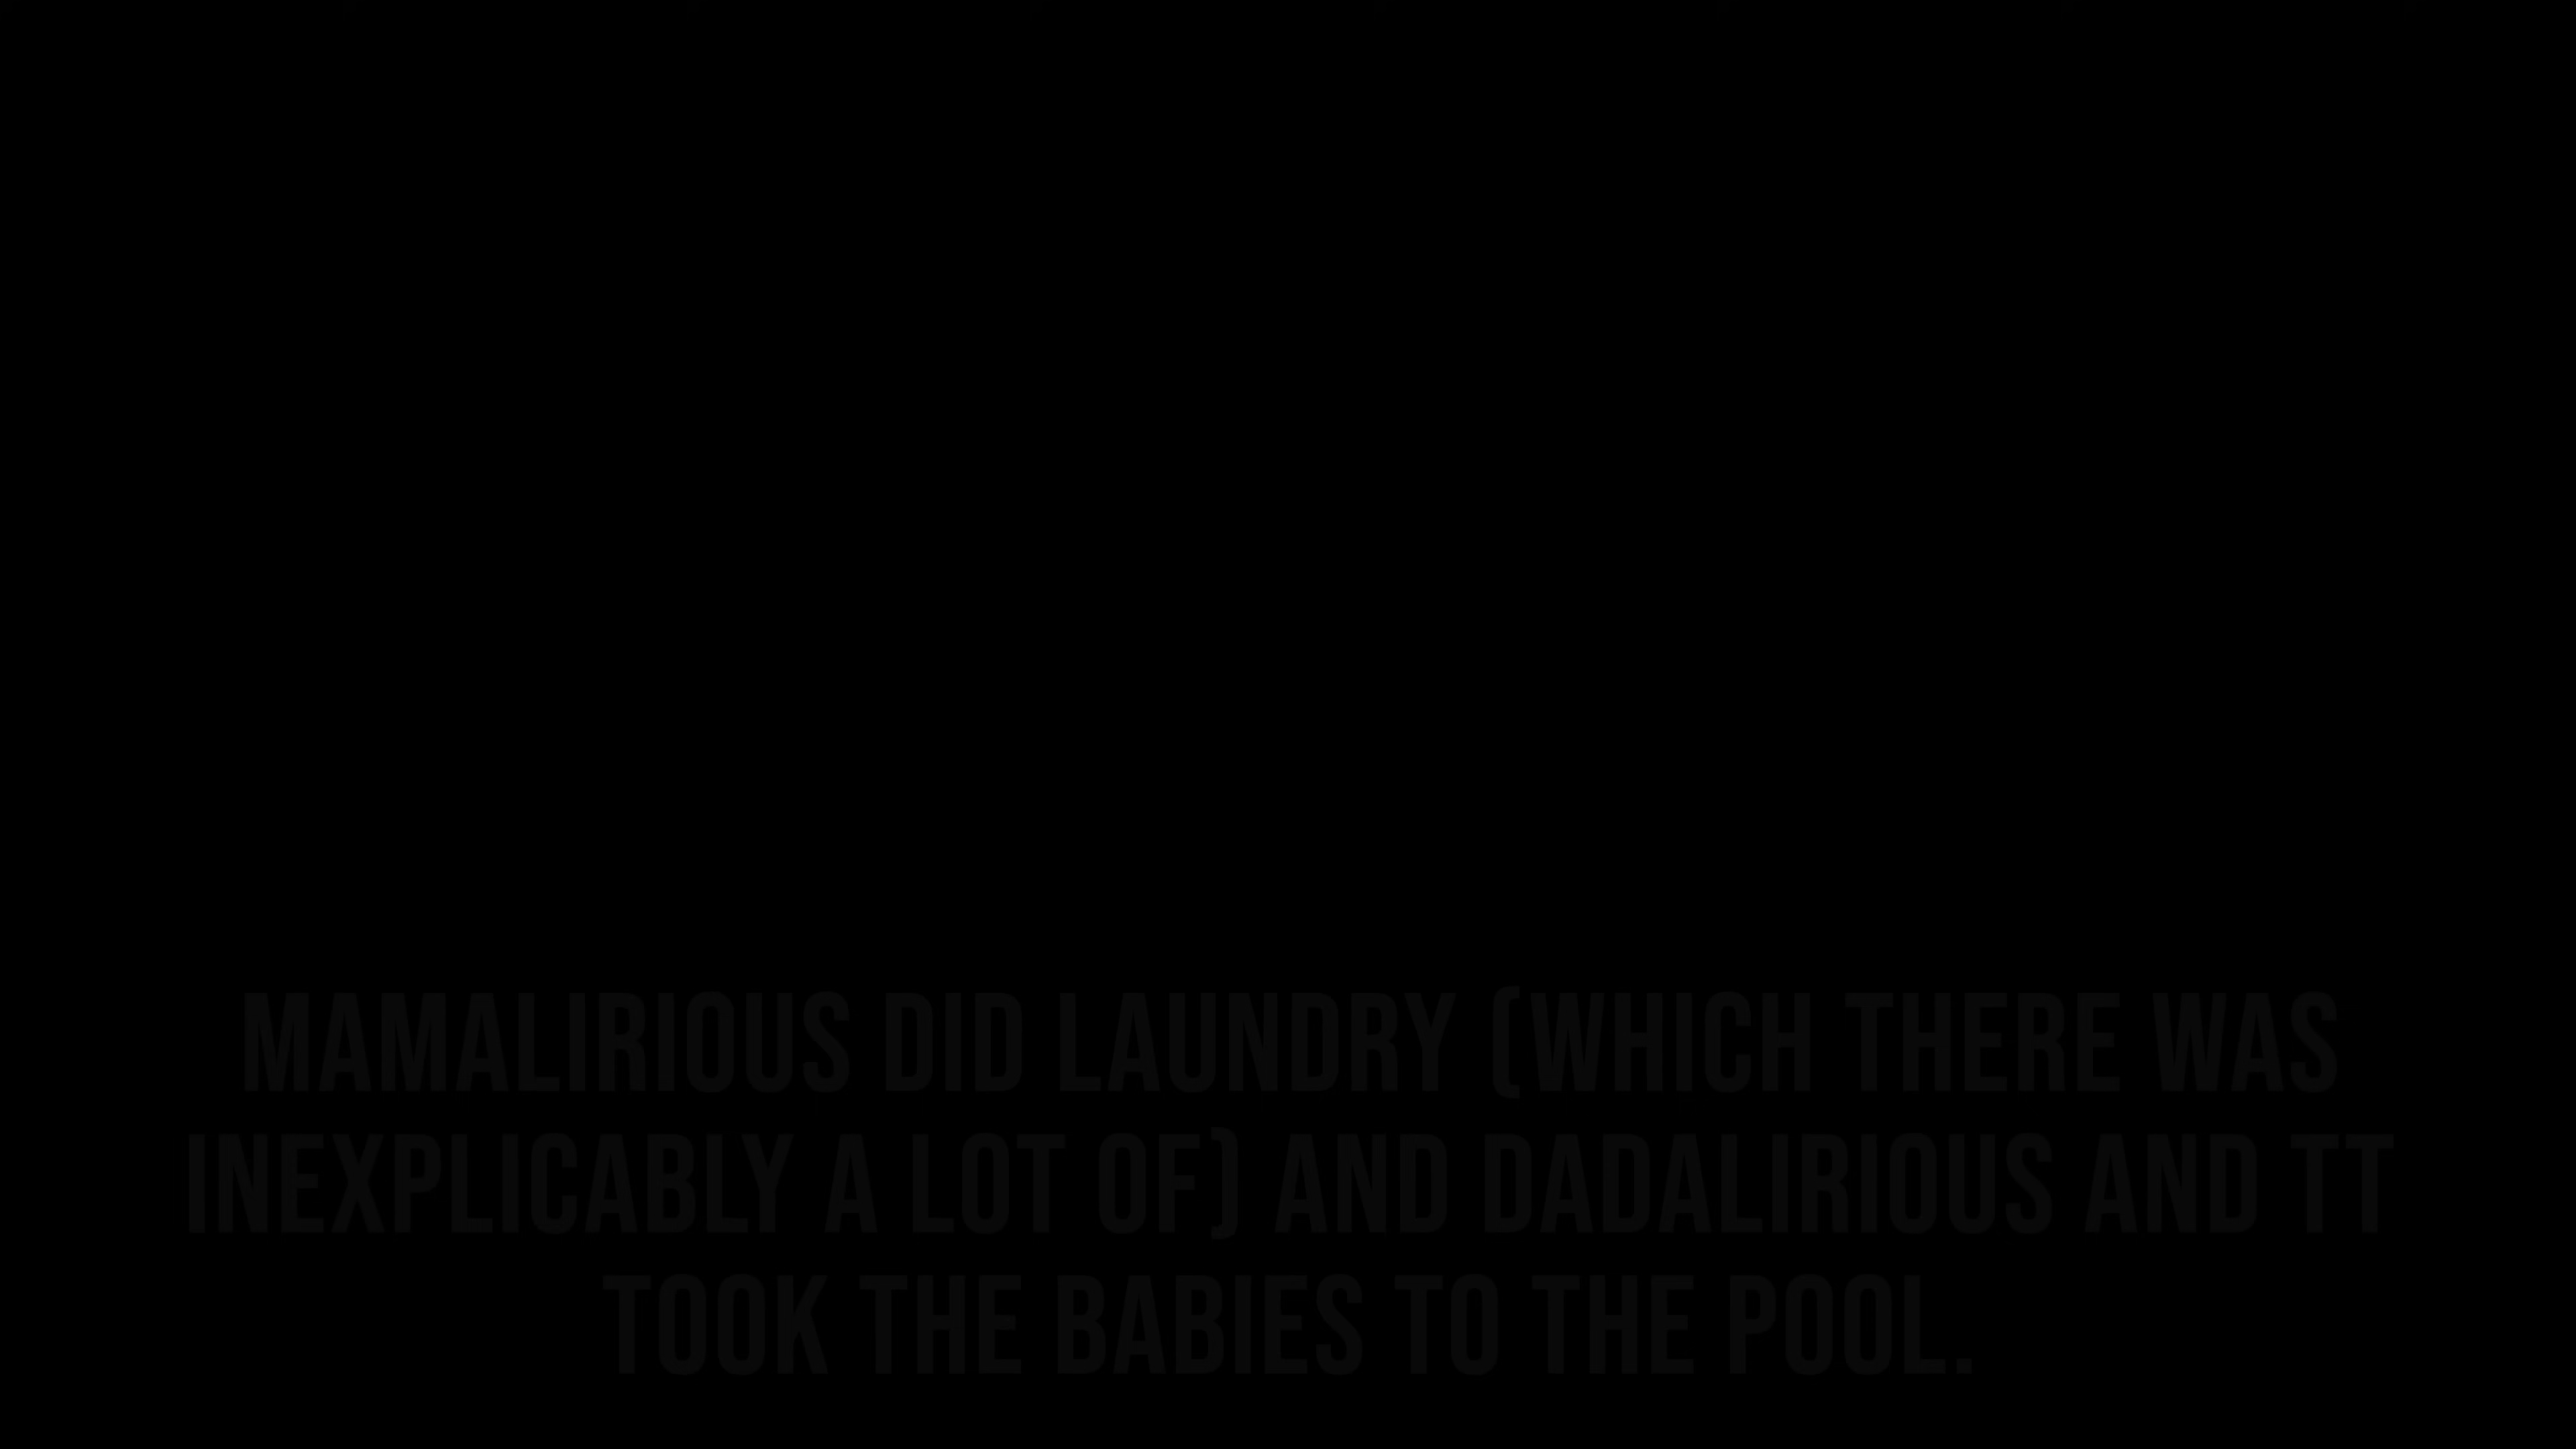 MAMALIRIOUS DID LAUNDRY (WHICH THERE WAS
INEXPLICABLY A LOT OF) AND DADALIRIOUS AND TT
TOOK THE BABIES TO THE POOL.